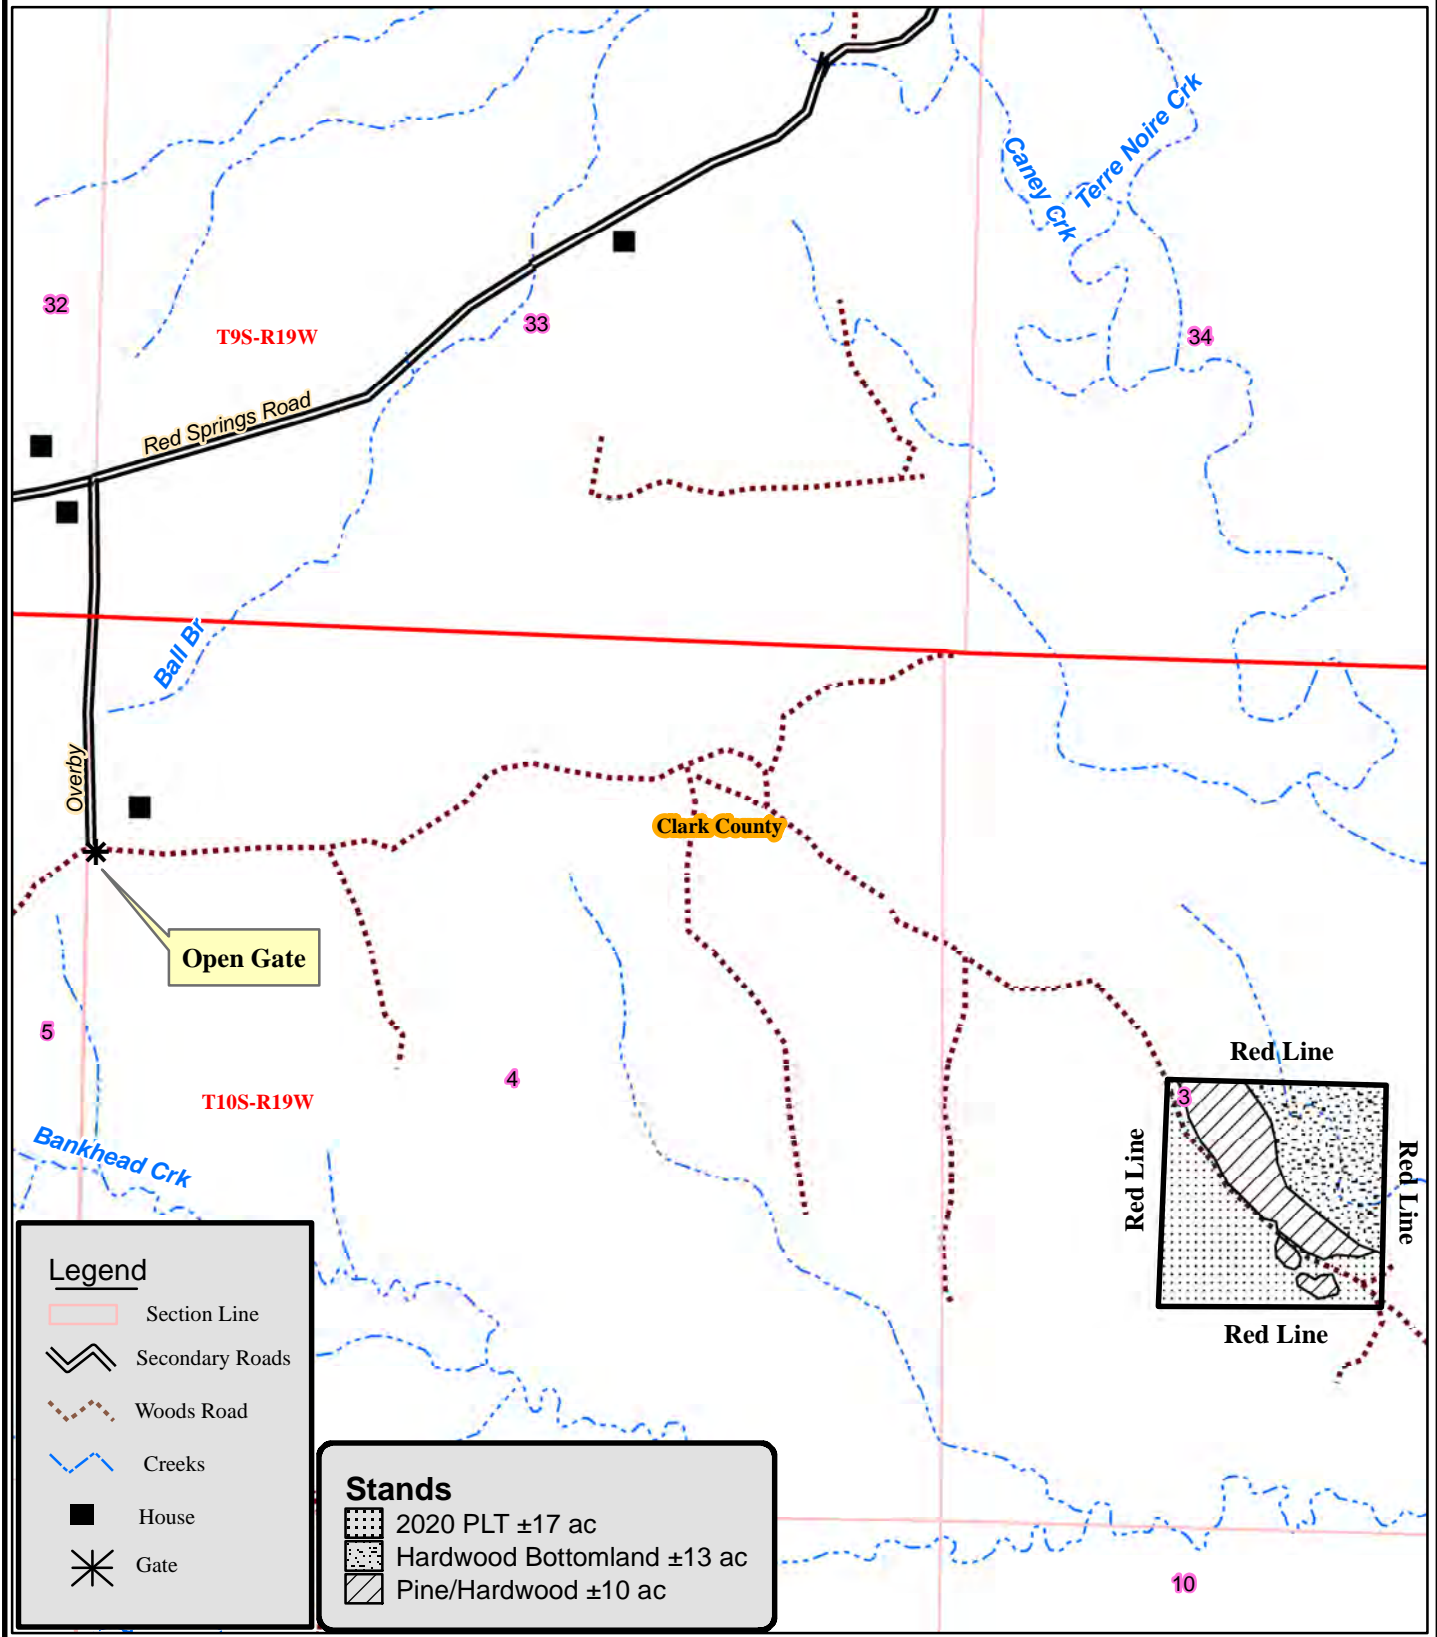 Caney Crk
Terre Noire Crk
32
T9S-R19W
33
34
Red Springs Road
Ball Br
Overby
Clark County
Open Gate
5
4
T10S-R19W
Bankhead Crk
Red Line
3
Red Line
Red Line
Red Line
Legend
Section Line
Secondary Roads
Woods Road
Creeks
House
Gate
Stands
2020 PLT ±17 ac
Hardwood Bottomland ±13 ac
Pine/Hardwood ±10 ac
10